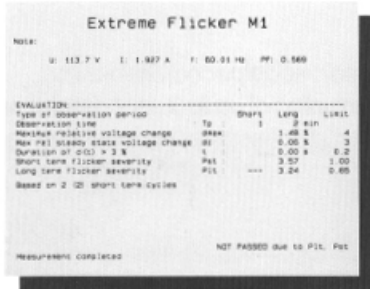 Extreme Flicker M1
Note:
U: 113.7 V I: 1.927 A f: 60.01 Hz PF: 0.569
EVALUATION
Type of observation period Short Long Limit
Observation time Tp 1 2 min
Maximum relative voltage change dmax 1.48 % 4
Max rel steady state voltage change dc 0.05 % 3
Duration of d(t) > 3 % t 0.00 s 0.2
Short term flicker severity Pst 3.57 1.00
Long term flicker severity Plt --- 3.24 0.65
Based on 2 (2) short term cycles
NOT PASSED due to Plt, Pst
Measurement completed